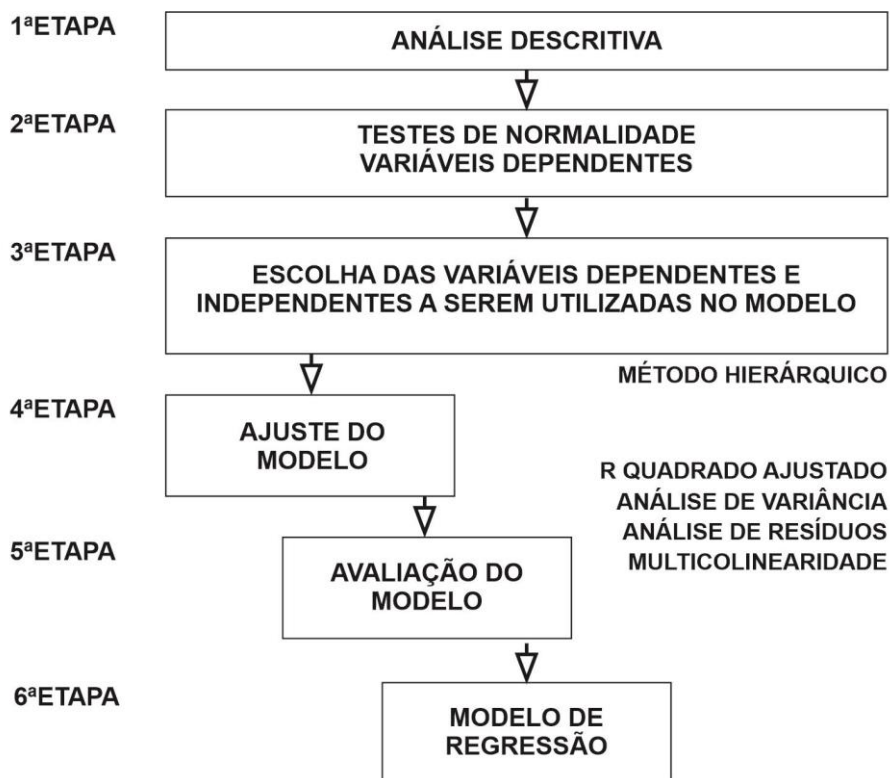 1ªETAPA
ANÁLISE DESCRITIVA
2ªETAPA
TESTES DE NORMALIDADE
VARIÁVEIS DEPENDENTES
3ªETAPA
ESCOLHA DAS VARIÁVEIS DEPENDENTES E
INDEPENDENTES A SEREM UTILIZADAS NO MODELO
MÉTODO HIERÁRQUICO
4ªETAPA
AJUSTE DO
MODELO
R QUADRADO AJUSTADO
ANÁLISE DE VARIÂNCIA
ANÁLISE DE RESÍDUOS
MULTICOLINEARIDADE
5ªETAPA
AVALIAÇÃO DO
MODELO
6ªETAPA
MODELO DE
REGRESSÃO